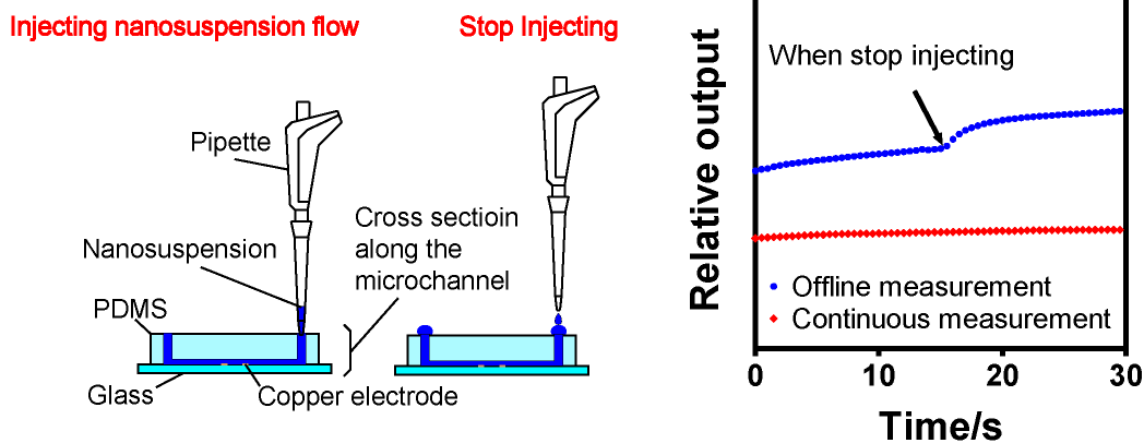 Injecting nanosuspension flow
Stop Injecting
Pipette
Nanosuspension
PDMS
Glass
Copper electrode
Cross sectioin
along the
microchannel
Relative output
When stop injecting
Offline measurement
Continuous measurement
0
10
20
30
Time/s